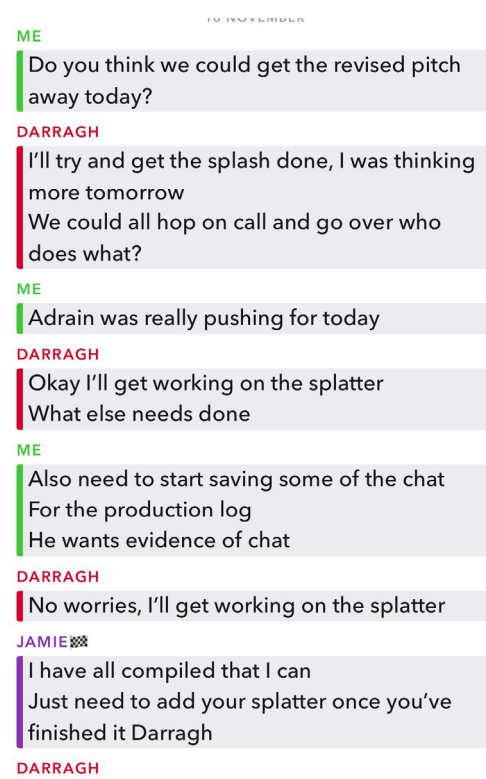 NOVEMBER
ME
Do you think we could get the revised pitch
away today?
DARRAGH
I'll try and get the splash done, I was thinking
more tomorrow
We could all hop on call and go over who
does what?
ME
Adrain was really pushing for today
DARRAGH
Okay I'll get working on the splatter
What else needs done
ME
Also need to start saving some of the chat
For the production log
He wants evidence of chat
DARRAGH
No worries, I'll get working on the splatter
JAMIE🏁
I have all compiled that I can
Just need to add your splatter once you've
finished it Darragh
DARRAGH